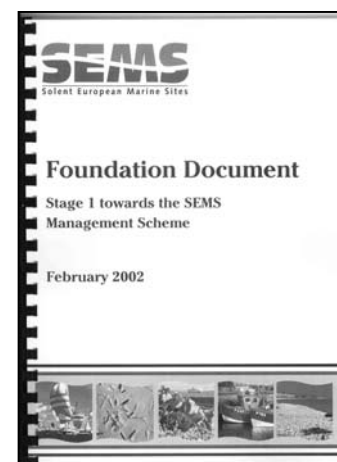 SEMS
Solent European Marine Sites
Foundation Document
Stage 1 towards the SEMS
Management Scheme
February 2002